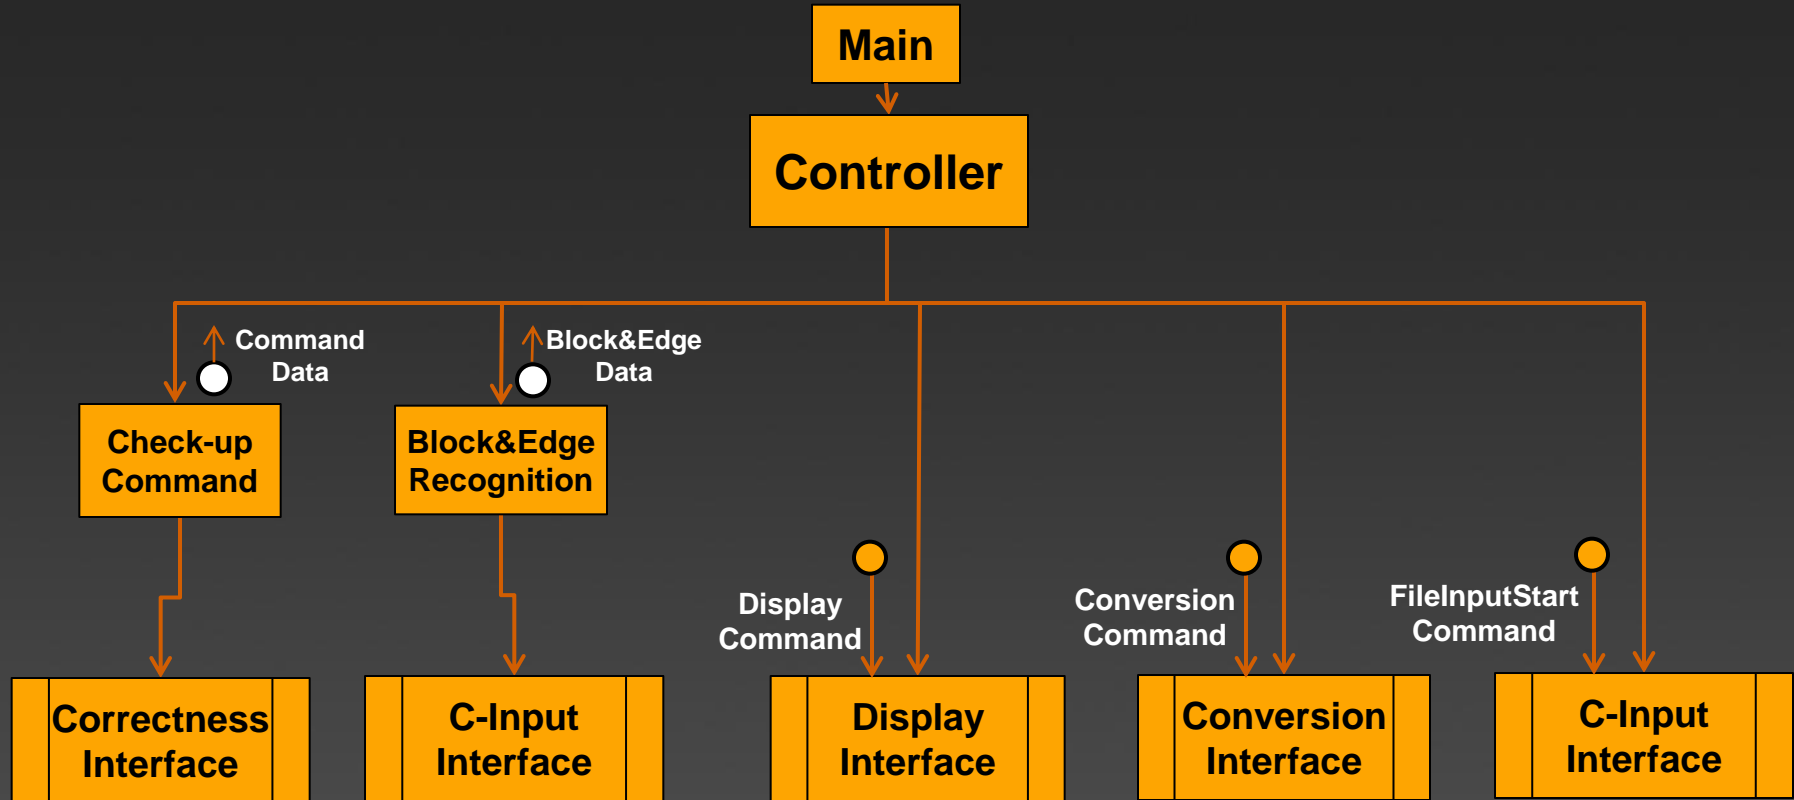 Main
Controller
Command
Data
Block&Edge
Data
Check-up
Command
Block&Edge
Recognition
Display
Command
Conversion
Command
FileInputStart
Command
Correctness
Interface
C-Input
Interface
Display
Interface
Conversion
Interface
C-Input
Interface